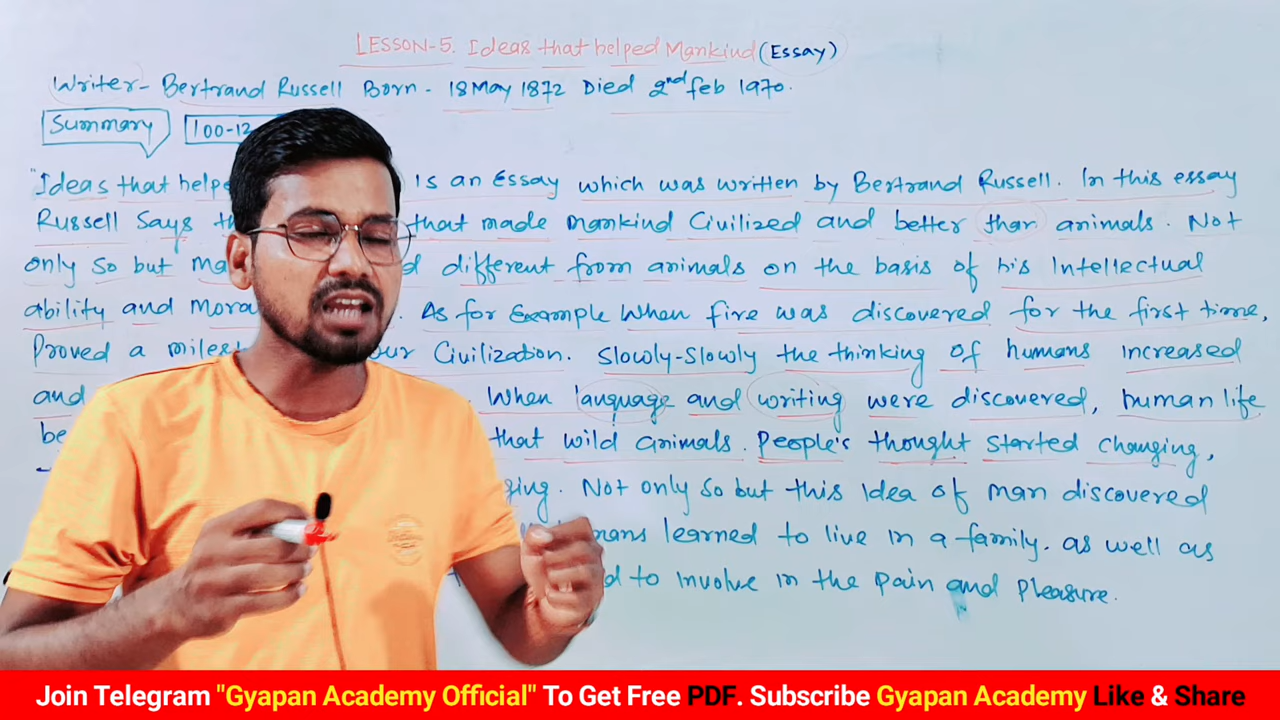 LESSON-5. Ideas that helped Mankind (Essay)
Writer- Bertrand Russell Born - 18 May 1872 Died 2nd feb 1970.
Summary 100-12
"Ideas that helpe is an Essay which was written by Bertrand Russell. In this essay
Russell Says th that made Mankind Civilized and better than animals. Not
only so but ma d different from animals on the basis of his Intellectual
ability and Mora . As for Example When fire was discovered for the first time,
Proved a milest our Civilization. Slowly-Slowly the thinking of humans increased
and When language and writing were discovered, human life
be that wild animals. People's thought started changing,
ging. Not only so but this Idea of man discovered
mans learned to live in a family. as well as
d to involve in the pain and pleasure.
Join Telegram "Gyapan Academy Official" To Get Free PDF. Subscribe Gyapan Academy Like & Share